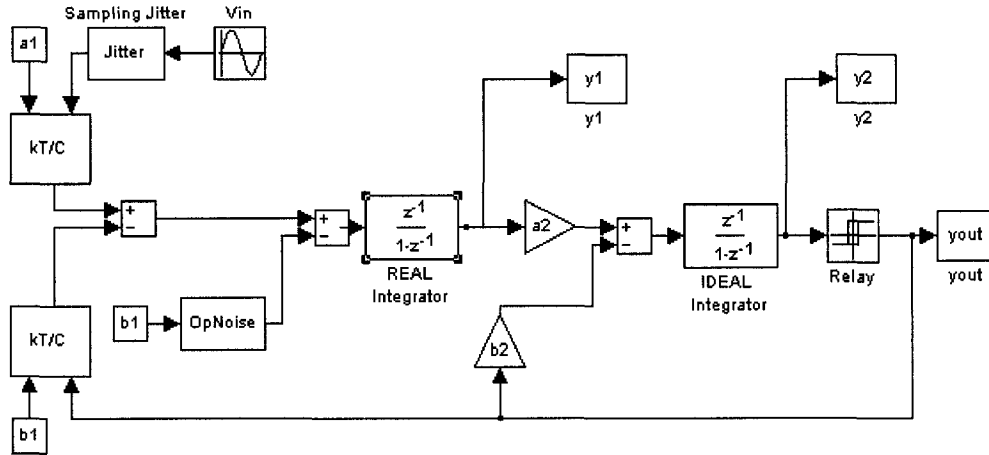 Sampling Jitter
Vin
a1
Jitter
y1
y1
y2
y2
kT/C
+
-
+
-
z-1
1-z-1
REAL
Integrator
a2
+
-
z-1
1-z-1
IDEAL
Integrator
Relay
yout
yout
b1
OpNoise
kT/C
b2
b1